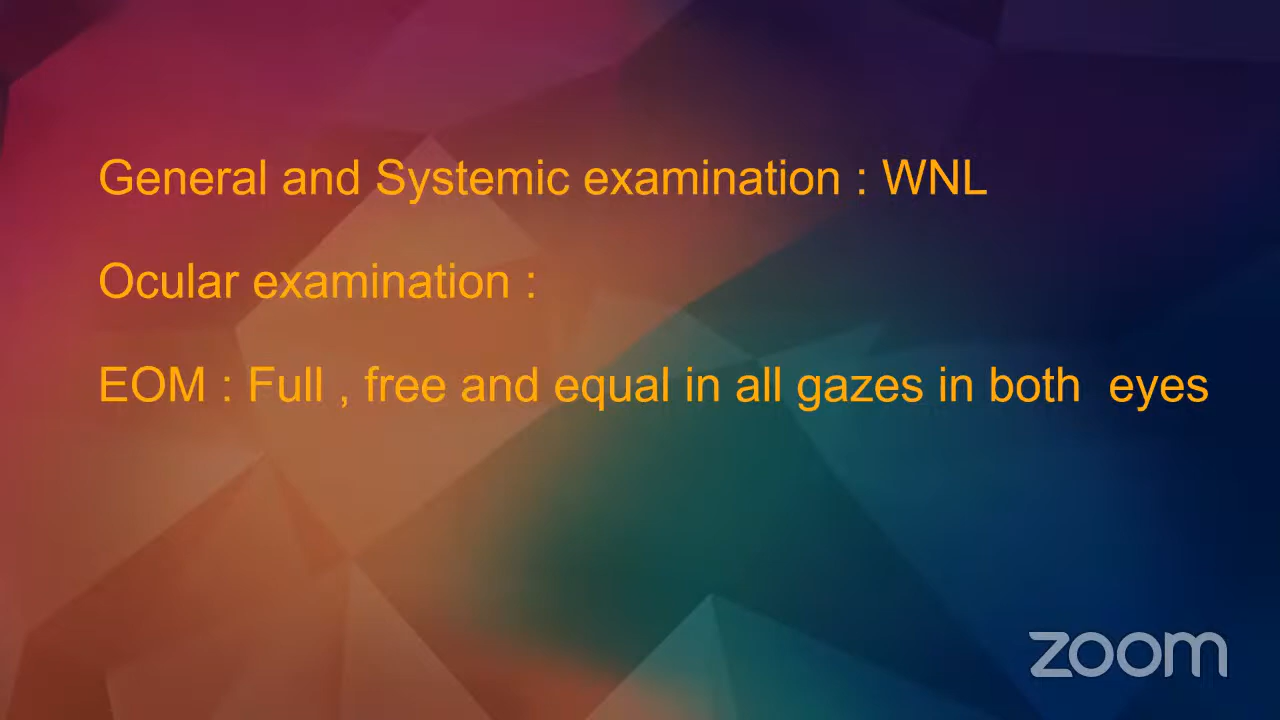 General and Systemic examination : WNL
Ocular examination :
EOM : Full , free and equal in all gazes in both  eyes
zoom